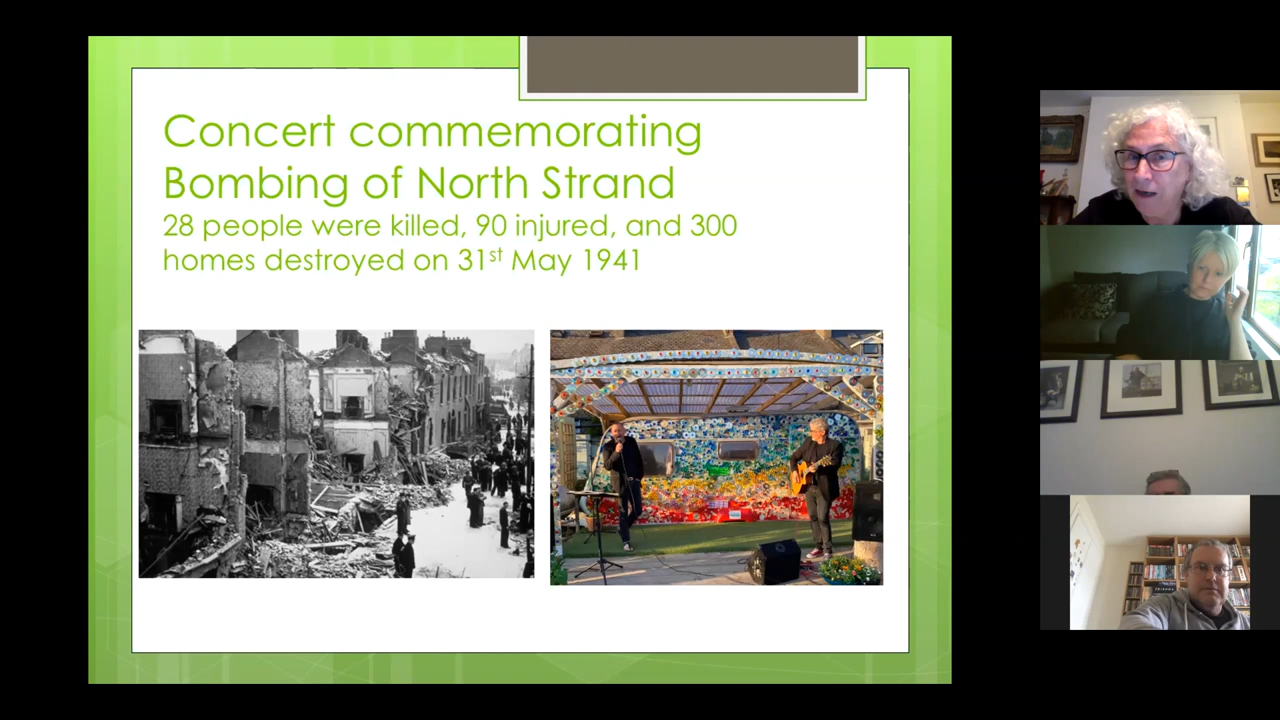 Concert commemorating
Bombing of North Strand
28 people were killed, 90 injured, and 300
homes destroyed on 31st May 1941